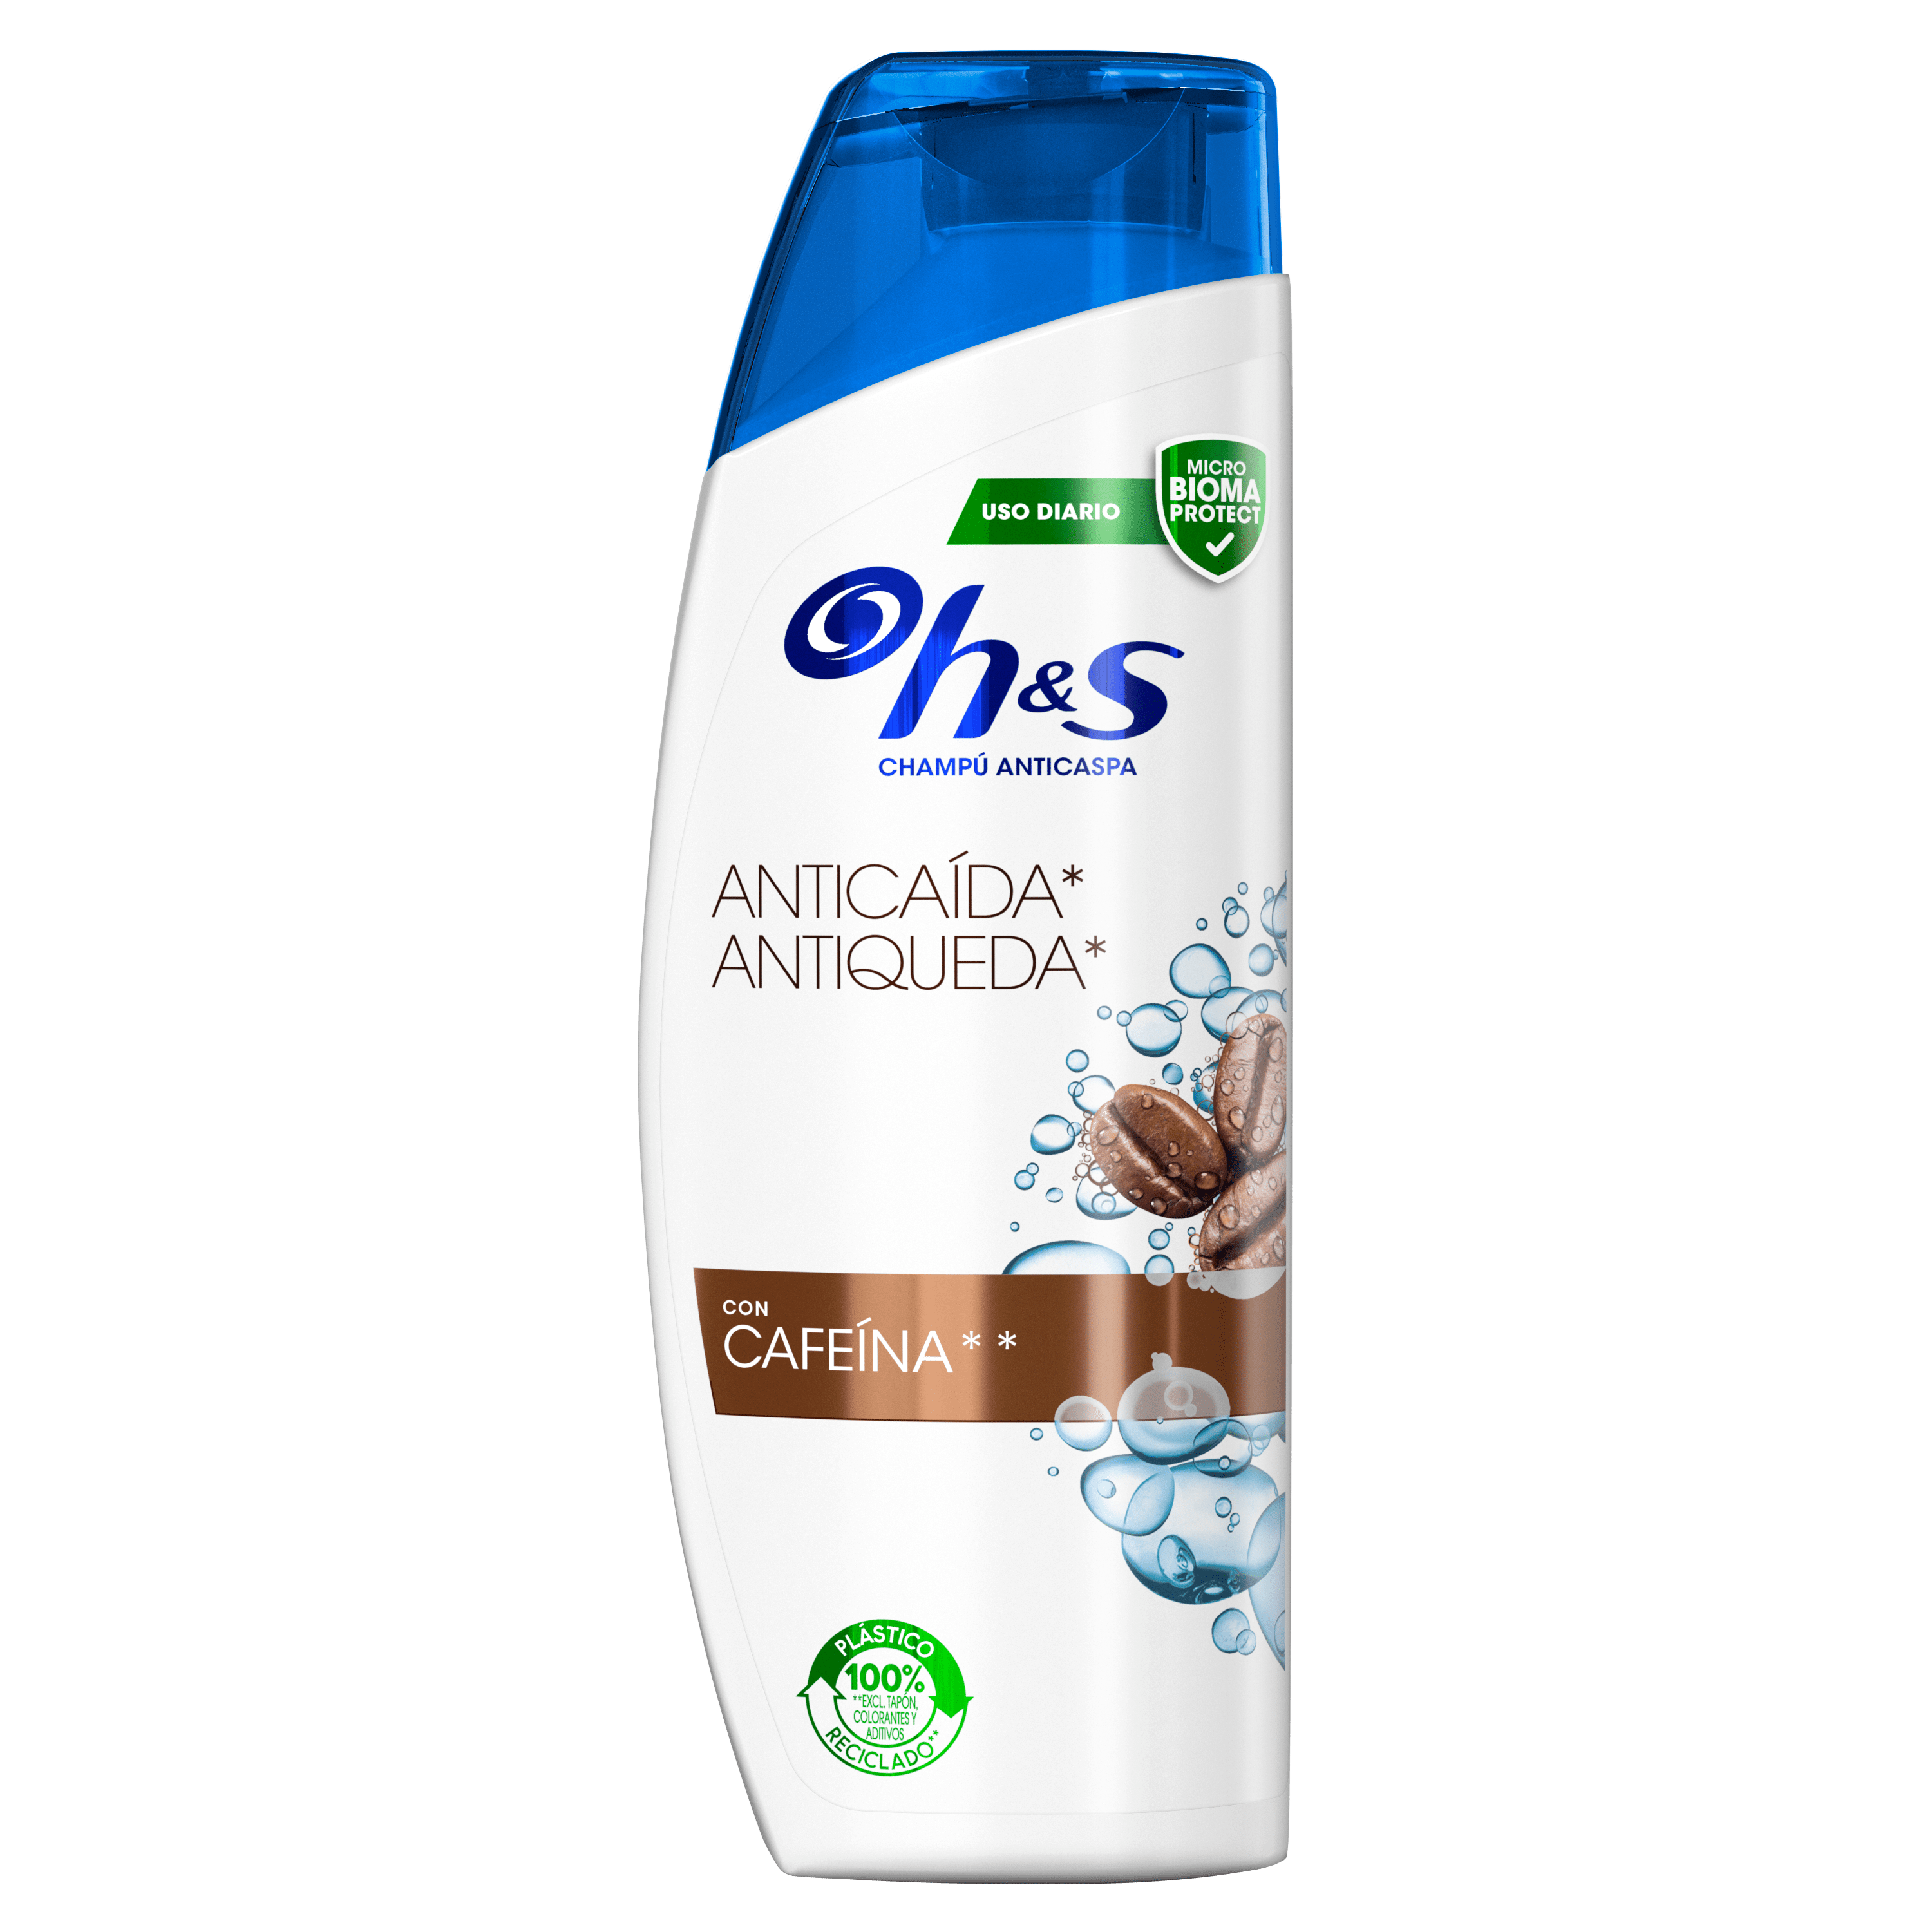 USO DIARIO
MICRO
BIOMA
PROTECT
h&s
CHAMPÚ ANTICASPA
ANTICAÍDA*
ANTIQUEDA*
CON
CAFEÍNA**
PLÁSTICO
100%
**EXCL. TAPÓN,
COLORANTES Y
ADITIVOS
RECICLADO**